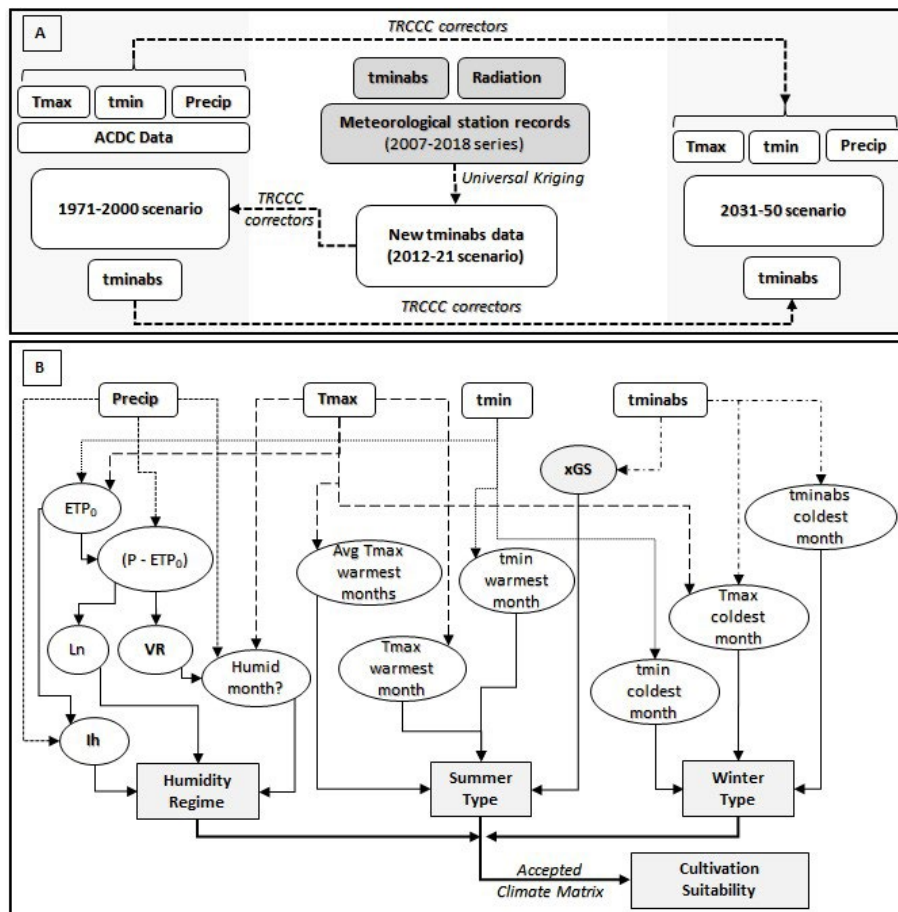 A
TRCCC correctors
Tmax
tmin
Precip
ACDC Data
tminabs
Radiation
Meteorological station records
(2007-2018 series)
Universal Kriging
Tmax
tmin
Precip
1971-2000 scenario
TRCCC
correctors
New tminabs data
(2012-21 scenario)
2031-50 scenario
tminabs
tminabs
TRCCC correctors
B
Precip
Tmax
tmin
tminabs
ETP₀
xGS
tminabs
coldest
month
(P - ETP₀)
Avg Tmax
warmest
months
tmin
warmest
month
Tmax
coldest
month
Ln
VR
Humid
month?
Tmax
warmest
month
tmin
coldest
month
Ih
Humidity
Regime
Summer
Type
Winter
Type
Accepted
Climate Matrix
Cultivation
Suitability